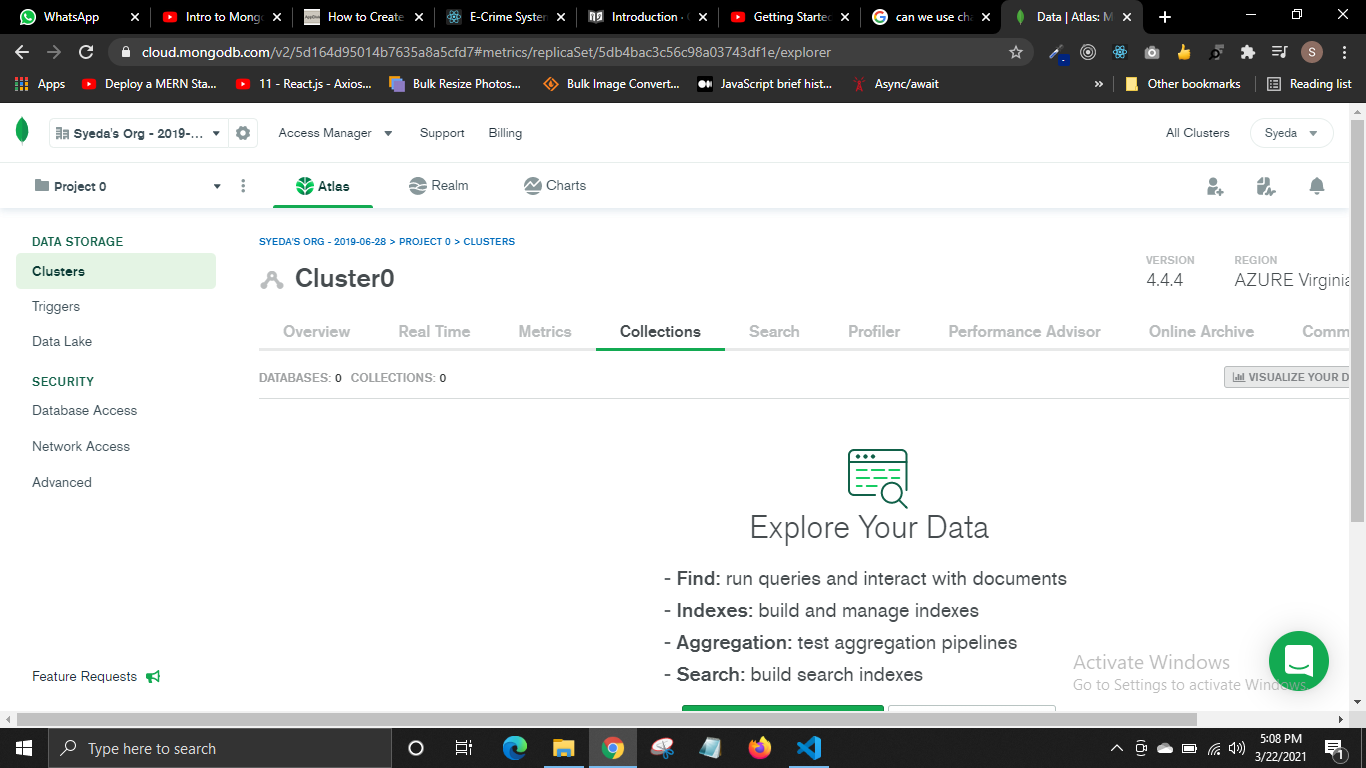 WhatsApp
Intro to Mong
How to Create
E-Crime System
Introduction -
Getting Starte
can we use cha
Data | Atlas: M
cloud.mongodb.com/v2/5d164d95014b7635a8a5cfd7#metrics/replicaSet/5db4bac3c56c98a03743df1e/explorer
S
Apps
Deploy a MERN Sta...
11 - React.js - Axios...
Bulk Resize Photos...
Bulk Image Convert...
JavaScript brief hist...
Async/await
»
Other bookmarks
Reading list
Syeda's Org - 2019-...
Access Manager
Support
Billing
All Clusters
Syeda
Project 0
Atlas
Realm
Charts
DATA STORAGE
Clusters
Triggers
Data Lake
SECURITY
Database Access
Network Access
Advanced
Feature Requests
SYEDA'S ORG - 2019-06-28 > PROJECT 0 > CLUSTERS
Cluster0
VERSION
4.4.4
REGION
AZURE Virginia
Overview
Real Time
Metrics
Collections
Search
Profiler
Performance Advisor
Online Archive
Comm
DATABASES: 0 COLLECTIONS: 0
VISUALIZE YOUR D
Explore Your Data
- Find: run queries and interact with documents
- Indexes: build and manage indexes
- Aggregation: test aggregation pipelines
- Search: build search indexes
Activate Windows
Go to Settings to activate Windows.
Type here to search
5:08 PM
3/22/2021
1